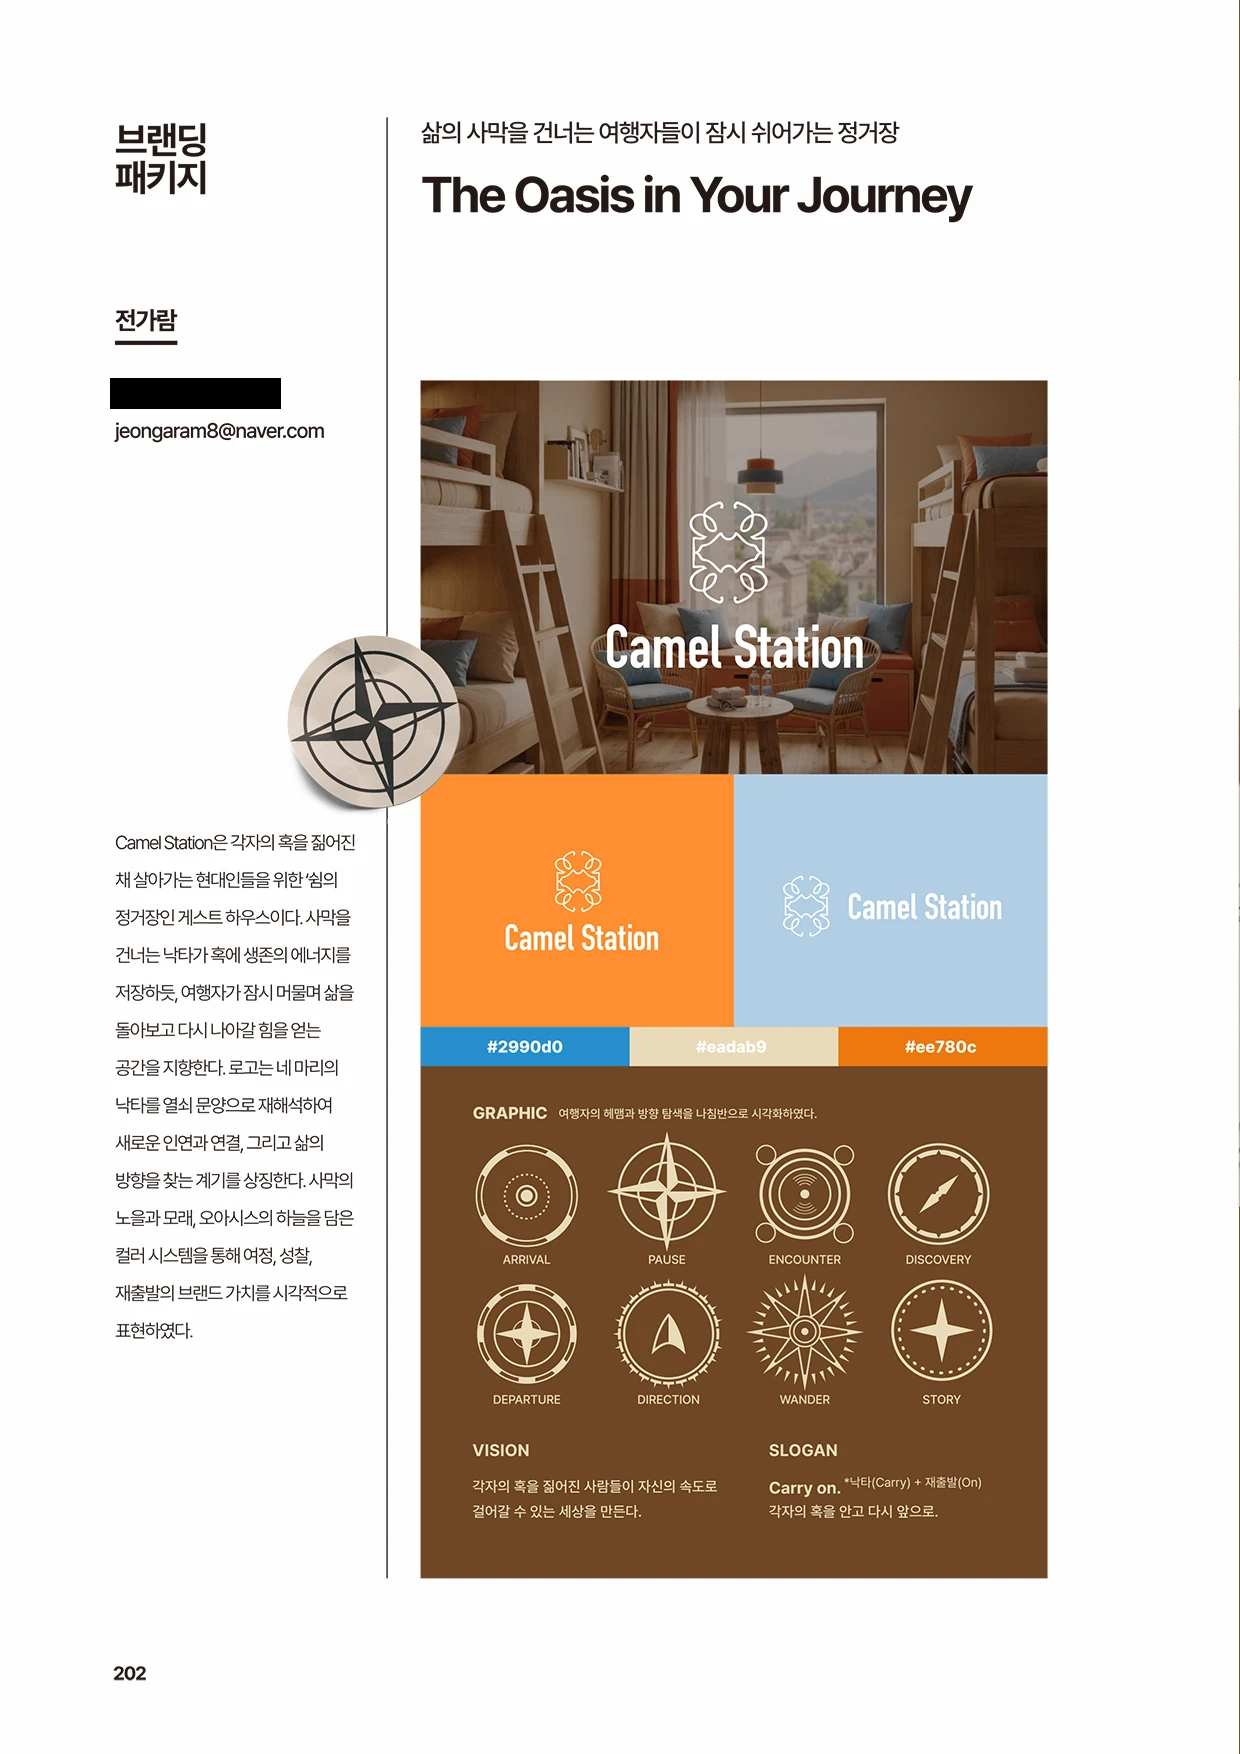 브랜딩
패키지
삶의 사막을 건너는 여행자들이 잠시 쉬어가는 정거장
The Oasis in Your Journey
전가람
jeongaram8@naver.com
Camel Station
Camel Station은 각자의 혹을 짊어진
채 살아가는 현대인들을 위한 ‘쉼의
정거장인 게스트 하우스이다. 사막을
건너는 낙타가 혹에 생존의 에너지를
저장하듯, 여행자가 잠시 머물며 삶을
돌아보고 다시 나아갈 힘을 얻는
공간을 지향한다. 로고는 네 마리의
낙타를 열쇠 문양으로 재해석하여
새로운 인연과 연결, 그리고 삶의
방향을 찾는 계기를 상징한다. 사막의
노을과 모래, 오아시스의 하늘을 담은
컬러 시스템을 통해 여정, 성찰,
재출발의 브랜드 가치를 시각적으로
표현하였다.
Camel Station
Camel Station
#2990d0
#eadab9
#ee780c
GRAPHIC 여행자의 헤맴과 방향 탐색을 나침반으로 시각화하였다.
ARRIVAL
PAUSE
ENCOUNTER
DISCOVERY
DEPARTURE
DIRECTION
WANDER
STORY
VISION
각자의 혹을 짊어진 사람들이 자신의 속도로
걸어갈 수 있는 세상을 만든다.
SLOGAN
Carry on. *낙타(Carry) + 재출발(On)
각자의 혹을 안고 다시 앞으로.
202